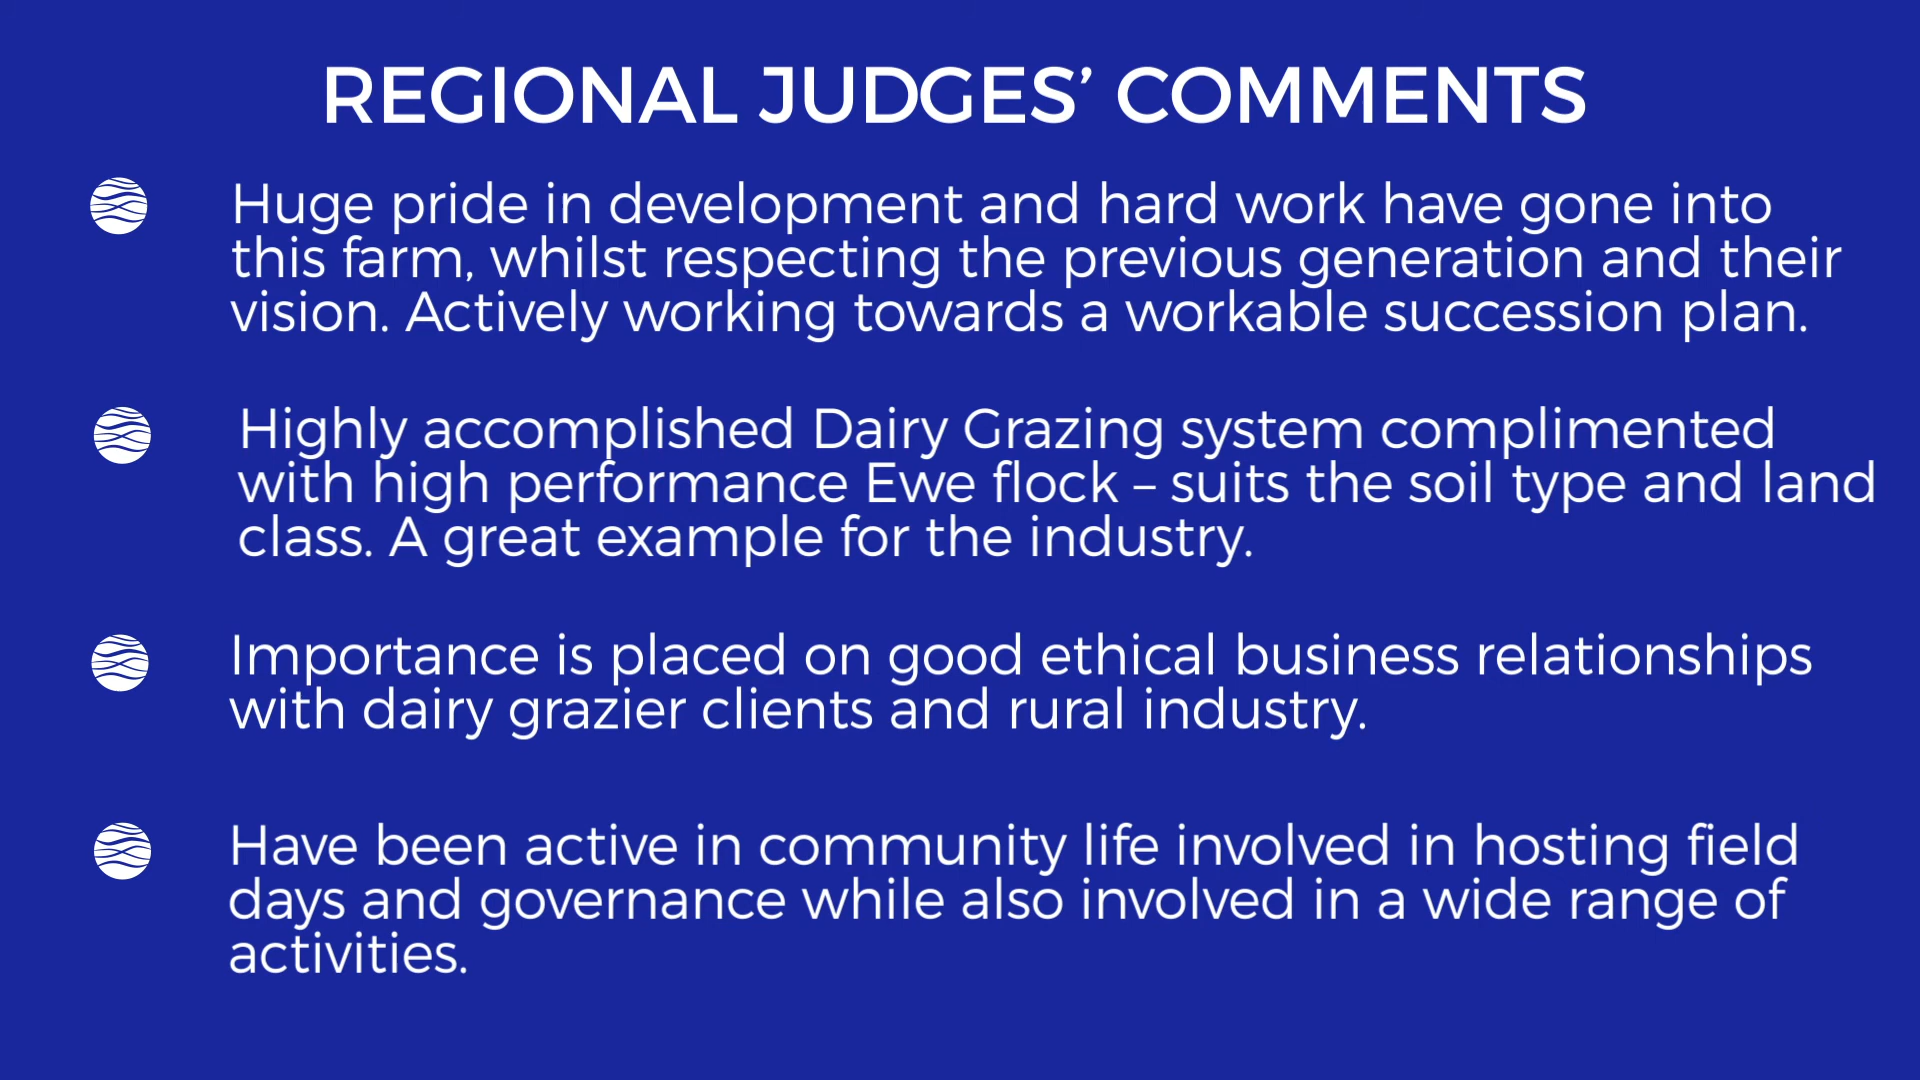 REGIONAL JUDGES’ COMMENTS
Huge pride in development and hard work have gone into
this farm, whilst respecting the previous generation and their
vision. Actively working towards a workable succession plan.
Highly accomplished Dairy Grazing system complimented
with high performance Ewe flock – suits the soil type and land
class. A great example for the industry.
Importance is placed on good ethical business relationships
with dairy grazier clients and rural industry.
Have been active in community life involved in hosting field
days and governance while also involved in a wide range of
activities.